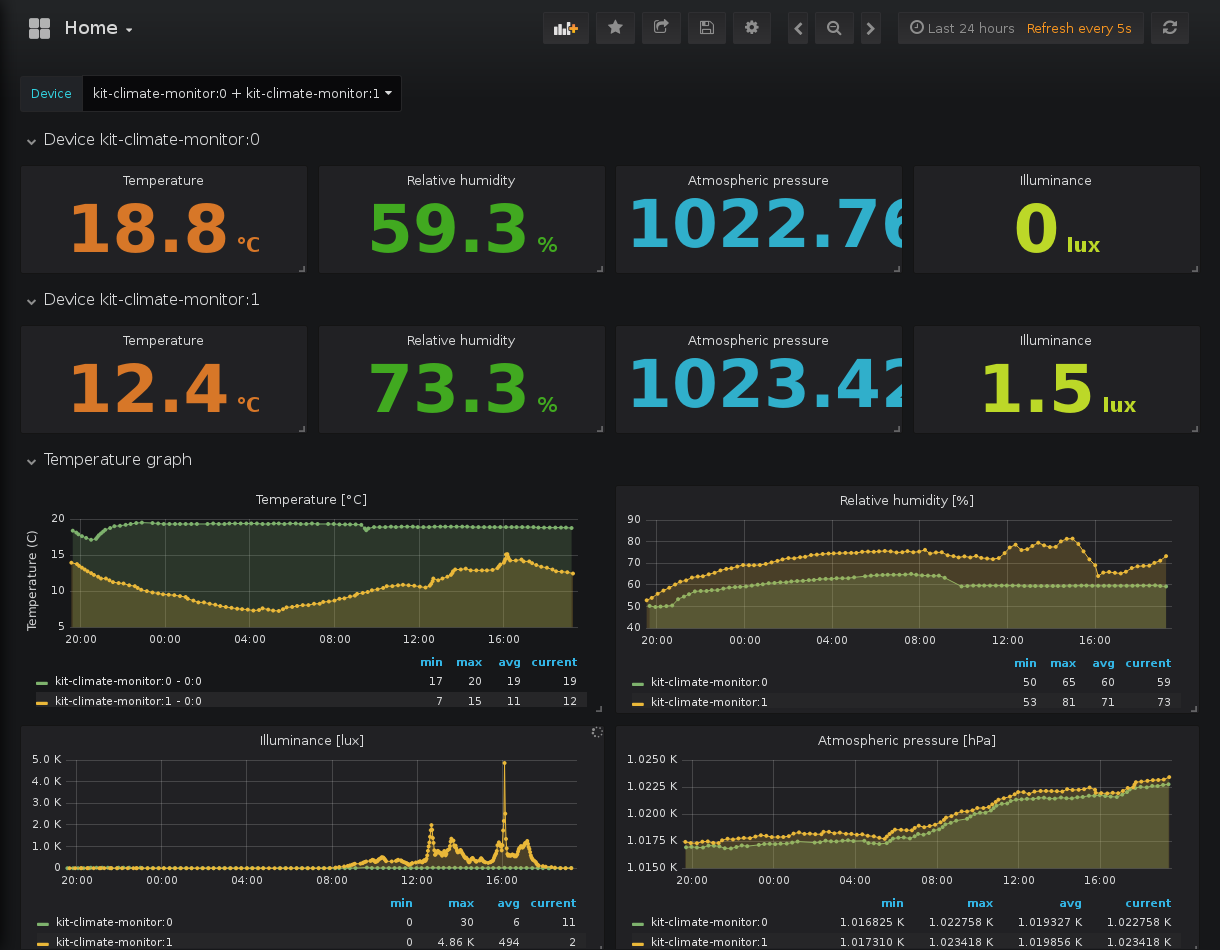 Home
Last 24 hours Refresh every 5s
Device kit-climate-monitor:0 + kit-climate-monitor:1
Device kit-climate-monitor:0
Temperature Relative humidity Atmospheric pressure Illuminance
18.8 °C 59.3 % 1022.76 0 lux
Device kit-climate-monitor:1
Temperature Relative humidity Atmospheric pressure Illuminance
12.4 °C 73.3 % 1023.42 1.5 lux
Temperature graph
Temperature [°C]
Temperature (C)
20
15
10
5
20:00 00:00 04:00 08:00 12:00 16:00
min max avg current
kit-climate-monitor:0 - 0:0 17 20 19 19
kit-climate-monitor:1 - 0:0 7 15 11 12
Relative humidity [%]
90
80
70
60
50
40
20:00 00:00 04:00 08:00 12:00 16:00
min max avg current
kit-climate-monitor:0 50 65 60 59
kit-climate-monitor:1 53 81 71 73
Illuminance [lux]
5.0 K
4.0 K
3.0 K
2.0 K
1.0 K
0
20:00 00:00 04:00 08:00 12:00 16:00
min max avg current
kit-climate-monitor:0 0 30 6 11
kit-climate-monitor:1 0 4.86 K 494 2
Atmospheric pressure [hPa]
1.0250 K
1.0225 K
1.0200 K
1.0175 K
1.0150 K
20:00 00:00 04:00 08:00 12:00 16:00
min max avg current
kit-climate-monitor:0 1.016825 K 1.022758 K 1.019327 K 1.022758 K
kit-climate-monitor:1 1.017310 K 1.023418 K 1.019856 K 1.023418 K